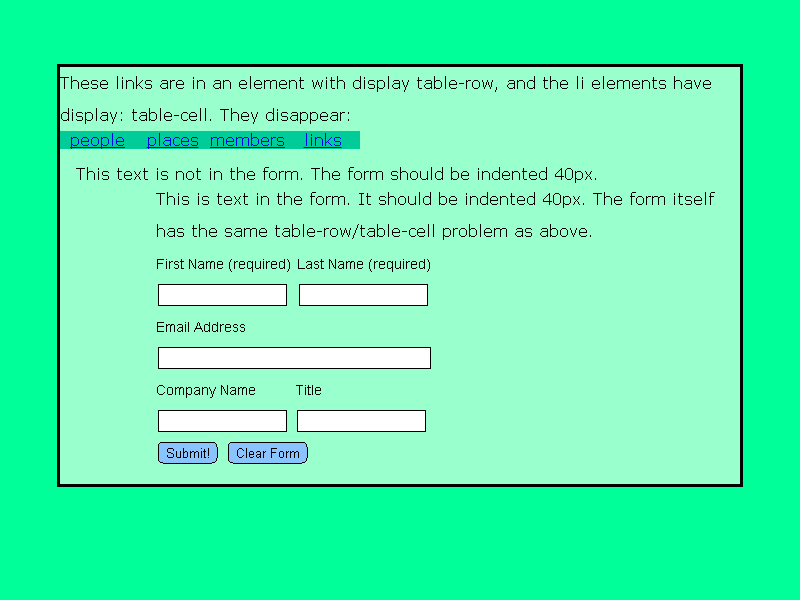 These links are in an element with display table-row, and the li elements have
display: table-cell. They disappear:
people places members links
This text is not in the form. The form should be indented 40px.
This is text in the form. It should be indented 40px. The form itself
has the same table-row/table-cell problem as above.
First Name (required) Last Name (required)
Email Address
Company Name Title
Submit! Clear Form